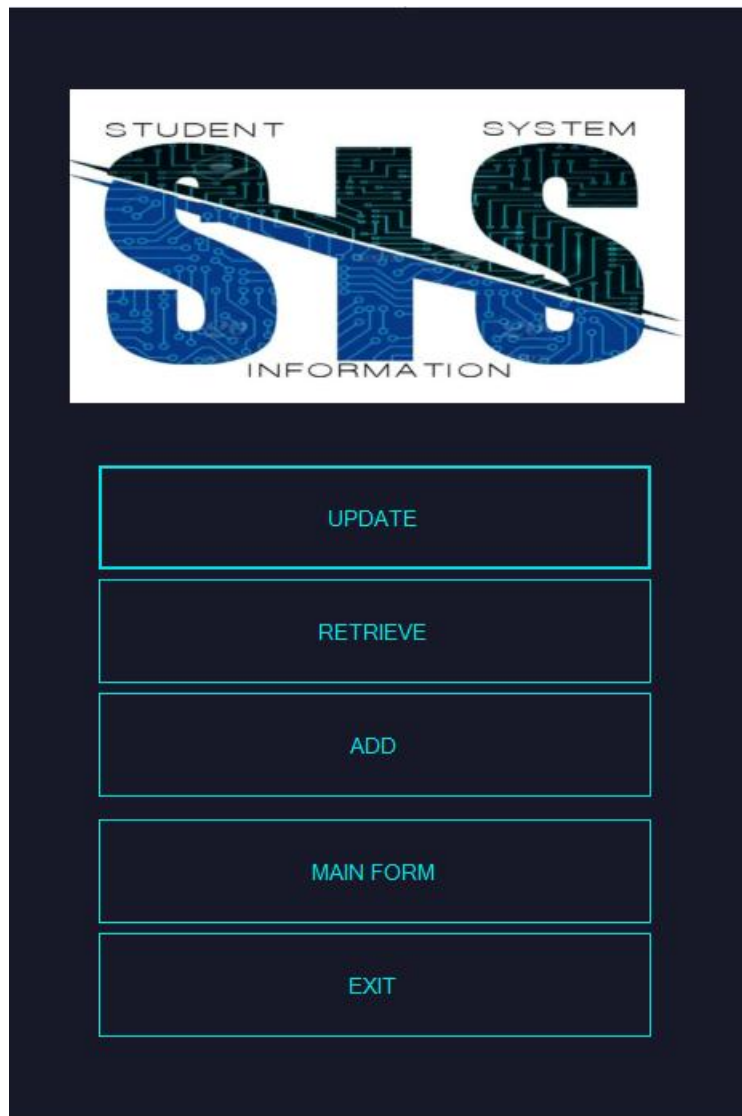 STUDENT SYSTEM
SIS
INFORMATION
UPDATE
RETRIEVE
ADD
MAIN FORM
EXIT